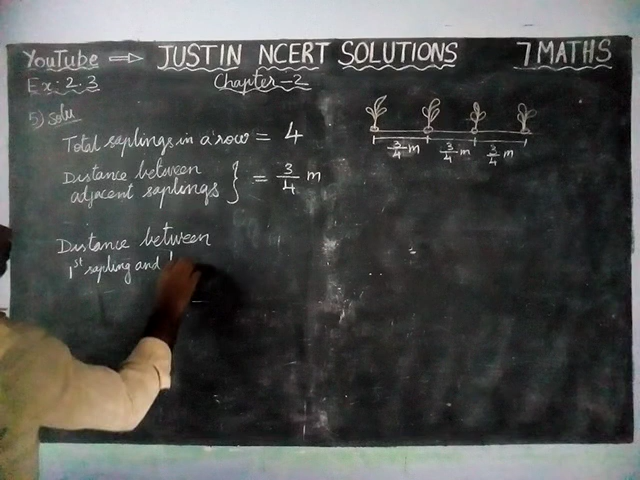 YouTube ⇒ JUSTIN NCERT SOLUTIONS 7 MATHS
Ex: 2.3 Chapter-2
5) Solu
Total saplings in a row = 4
Distance between
adjacent saplings } = 3/4 m
3/4 m 3/4 m 3/4 m
Distance between
1st sapling and